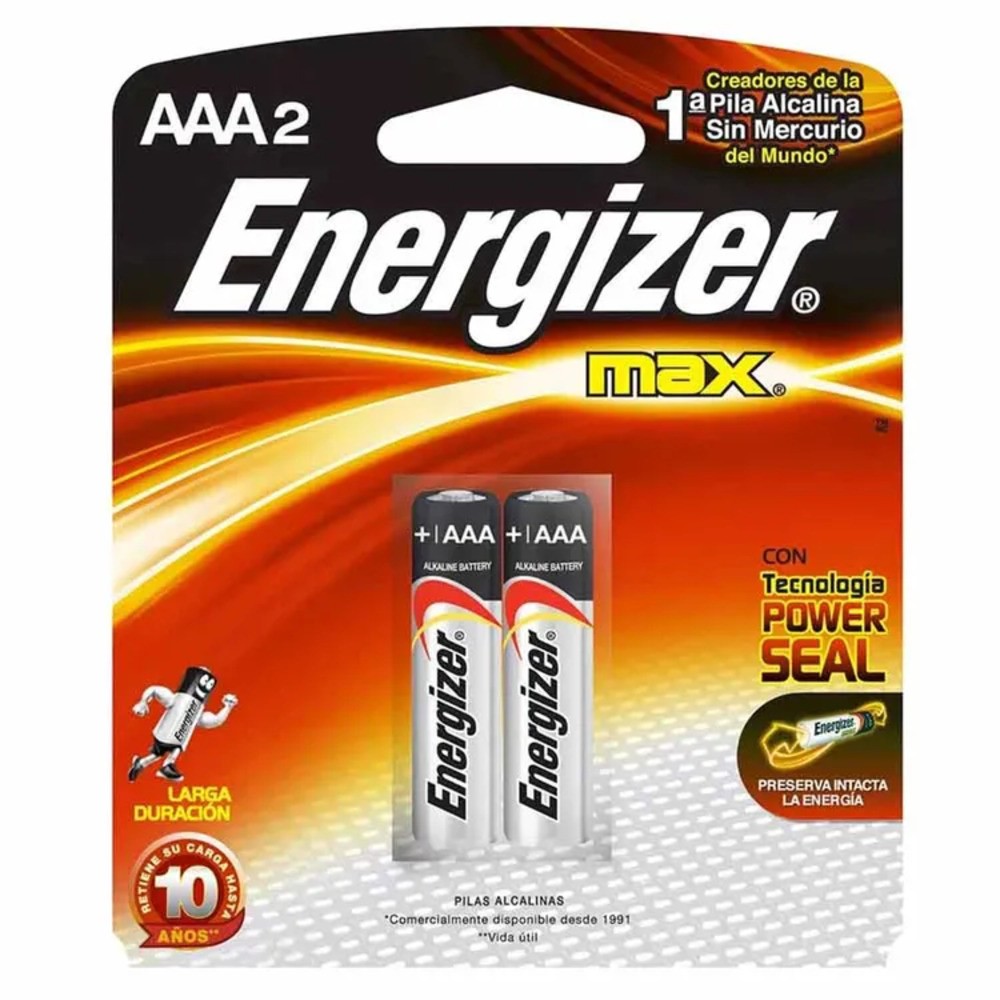 AAA2
Creadores de la
1ª Pila Alcalina
Sin Mercurio
del Mundo*
Energizer®
max®
+ AAA
ALKALINE BATTERY
Energizer®
+ AAA
ALKALINE BATTERY
Energizer®
CON
Tecnología
POWER
SEAL
Energizer
PRESERVA INTACTA
LA ENERGÍA
Energizer
LARGA
DURACIÓN
RETIENE SU CARGA HASTA
10
AÑOS**
PILAS ALCALINAS
*Comercialmente disponible desde 1991
**Vida útil